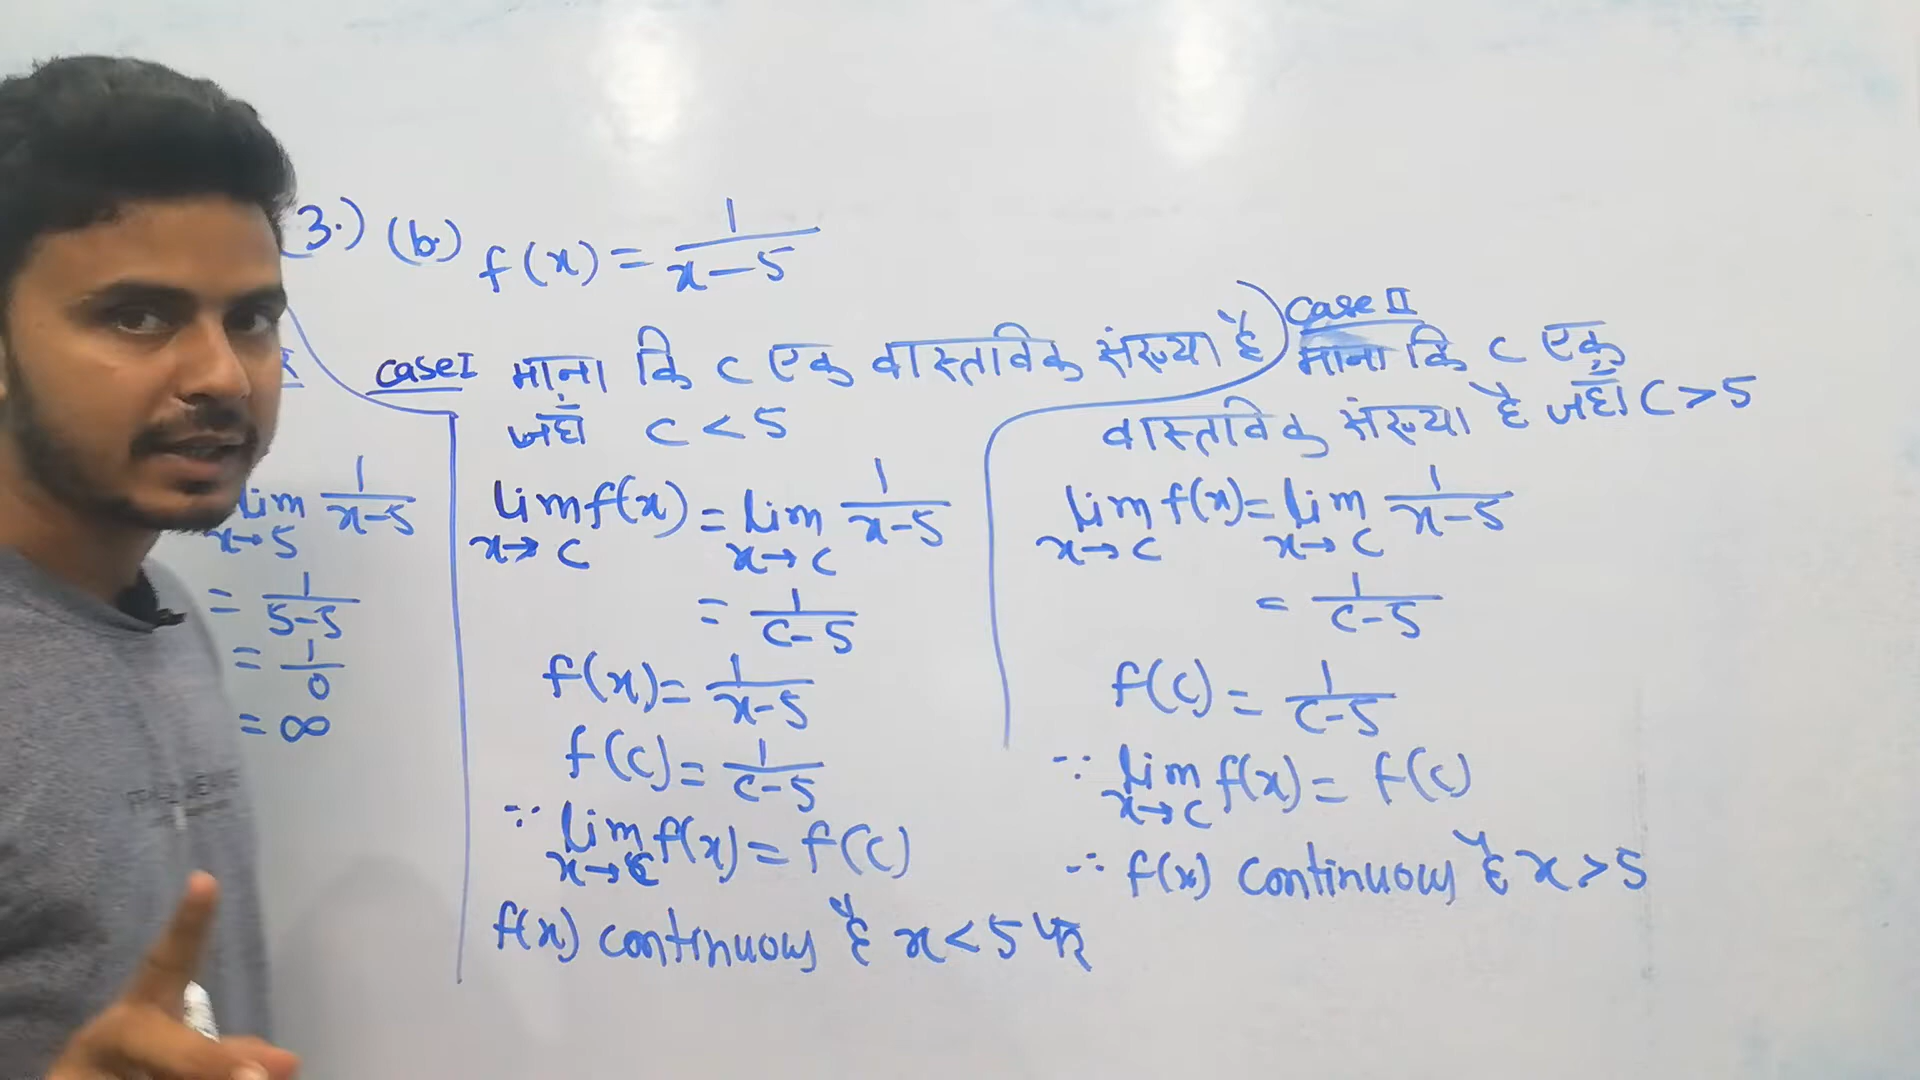 (3.) (b.) f(x) = 1/(x-5)
lim x→5 1/(x-5)
= 1/(5-5)
= 1/0
= ∞
case I माना कि c एक वास्तविक संख्या है
जहाँ c < 5
lim x→c f(x) = lim x→c 1/(x-5)
= 1/(c-5)
f(x) = 1/(x-5)
f(c) = 1/(c-5)
∵ lim x→c f(x) = f(c)
f(x) continuous है x < 5 पर
case II
माना कि c एक
वास्तविक संख्या है जहाँ c > 5
lim x→c f(x) = lim x→c 1/(x-5)
= 1/(c-5)
f(c) = 1/(c-5)
∵ lim x→c f(x) = f(c)
∴ f(x) continuous है x > 5